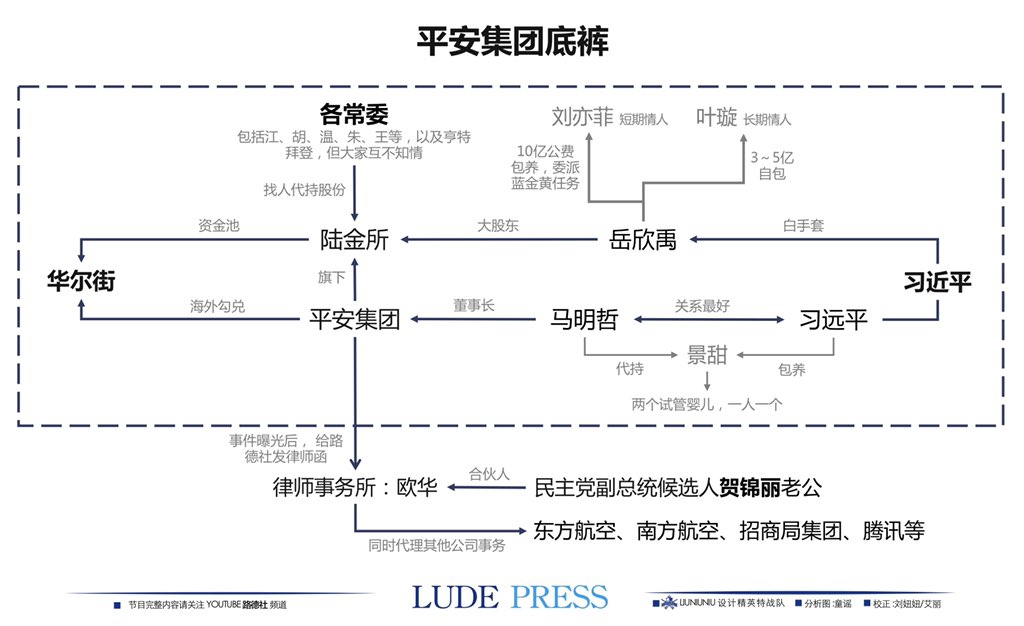 平安集团底裤
各常委
包括江、胡、温、朱、王等，以及亨特
拜登，但大家互不知情
找人代持股份
刘亦菲 短期情人
叶璇 长期情人
10亿公费
包养，委派
蓝金黄任务
3～5亿
自包
资金池
陆金所
大股东
岳欣禹
白手套
华尔街
旗下
习近平
海外勾兑
平安集团
董事长
马明哲
关系最好
习远平
代持
景甜
包养
两个试管婴儿，一人一个
事件曝光后，给路
德社发律师函
律师事务所：欧华
合伙人
民主党副总统候选人贺锦丽老公
同时代理其他公司事务
东方航空、南方航空、招商局集团、腾讯等
节目完整内容请关注 YOUTUBE 路德社 频道
LUDE PRESS
LIUNIUNIU 设计精英特战队
分析图:童谣
校正:刘妞妞/艾丽